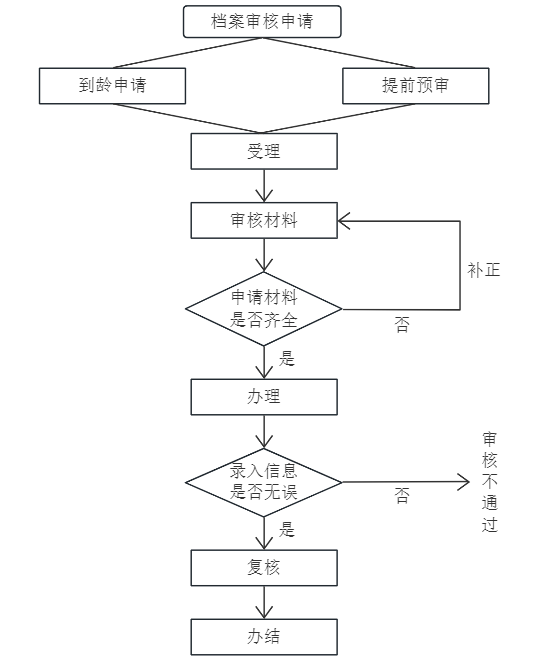 档案审核申请
到龄申请
提前预审
受理
审核材料
补正
申请材料
是否齐全
否
是
办理
录入信息
是否无误
否
审核不通过
是
复核
办结